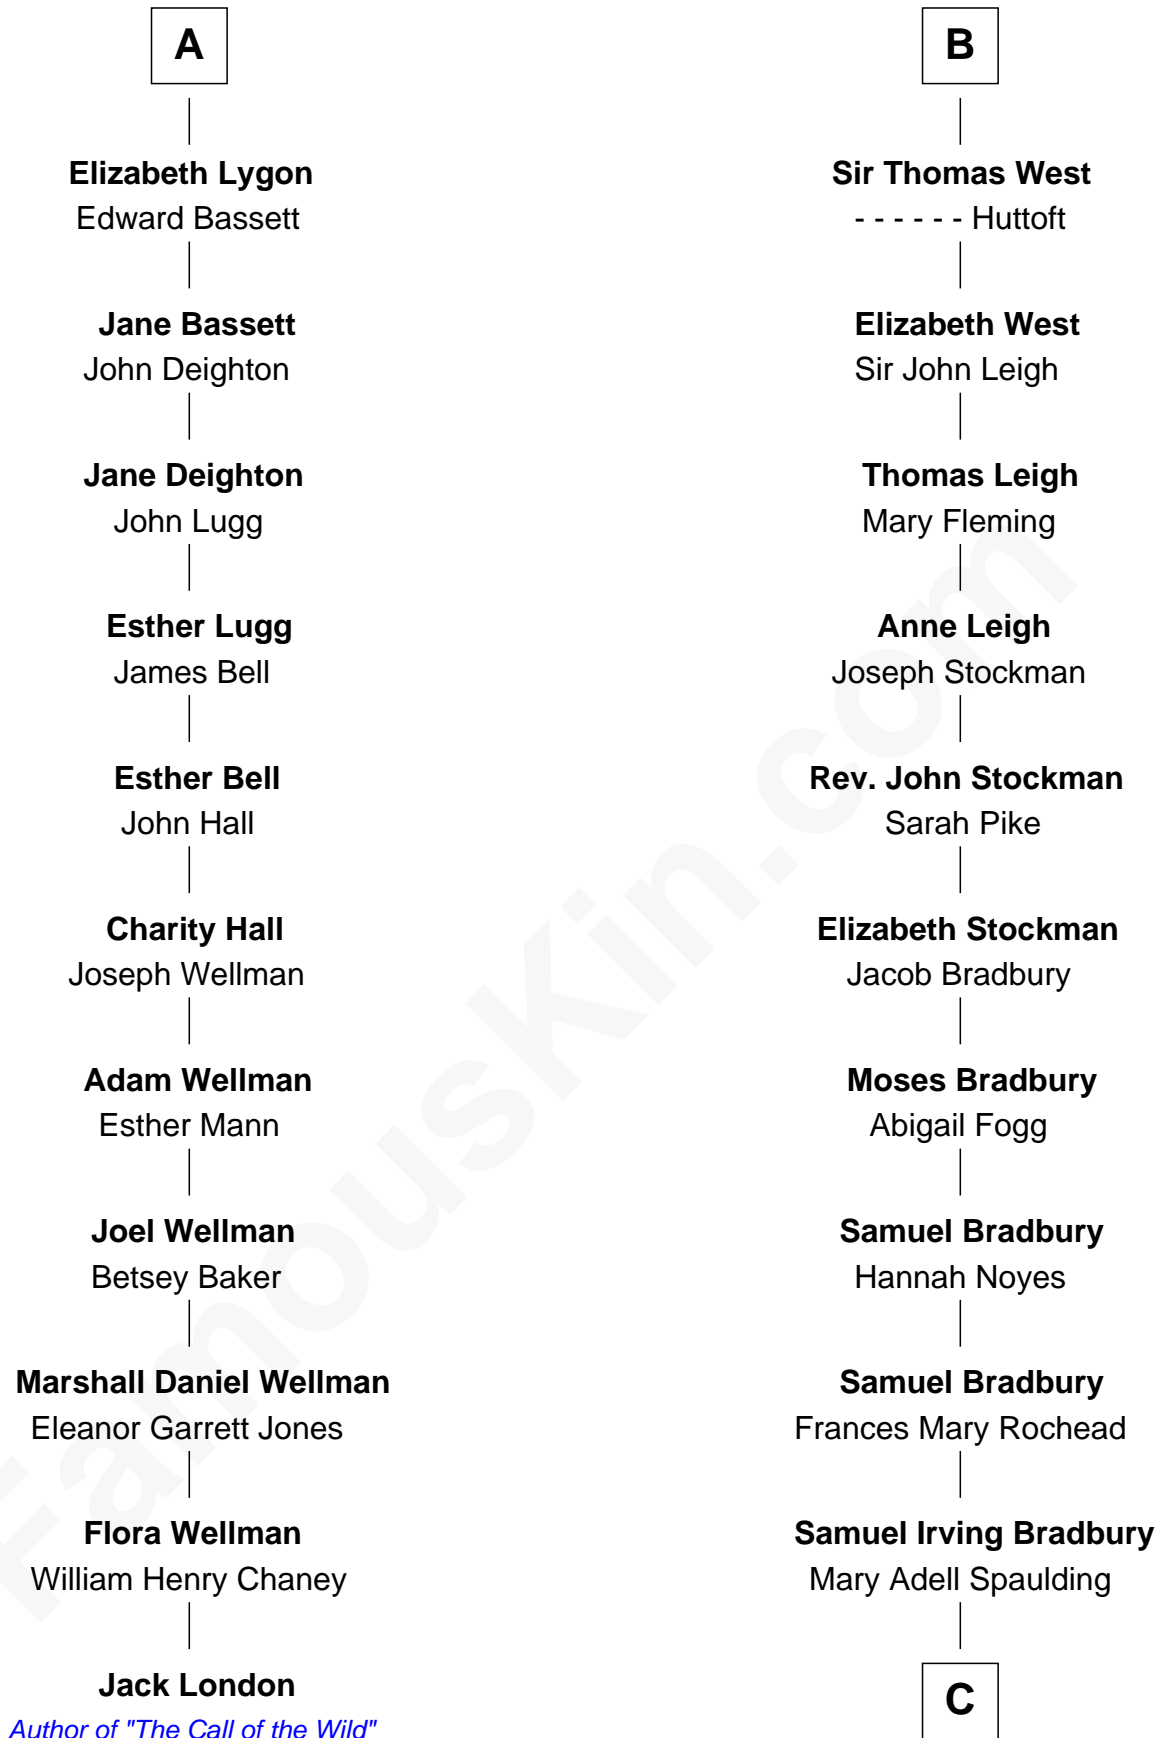 A
Elizabeth Lygon
Edward Bassett
Jane Bassett
John Deighton
Jane Deighton
John Lugg
Esther Lugg
James Bell
Esther Bell
John Hall
Charity Hall
Joseph Wellman
Adam Wellman
Esther Mann
Joel Wellman
Betsey Baker
Marshall Daniel Wellman
Eleanor Garrett Jones
Flora Wellman
William Henry Chaney
Jack London
Author of "The Call of the Wild"
B
Sir Thomas West
- - - - - - Huttoft
Elizabeth West
Sir John Leigh
Thomas Leigh
Mary Fleming
Anne Leigh
Joseph Stockman
Rev. John Stockman
Sarah Pike
Elizabeth Stockman
Jacob Bradbury
Moses Bradbury
Abigail Fogg
Samuel Bradbury
Hannah Noyes
Samuel Bradbury
Frances Mary Rochead
Samuel Irving Bradbury
Mary Adell Spaulding
C
FamousKin.com